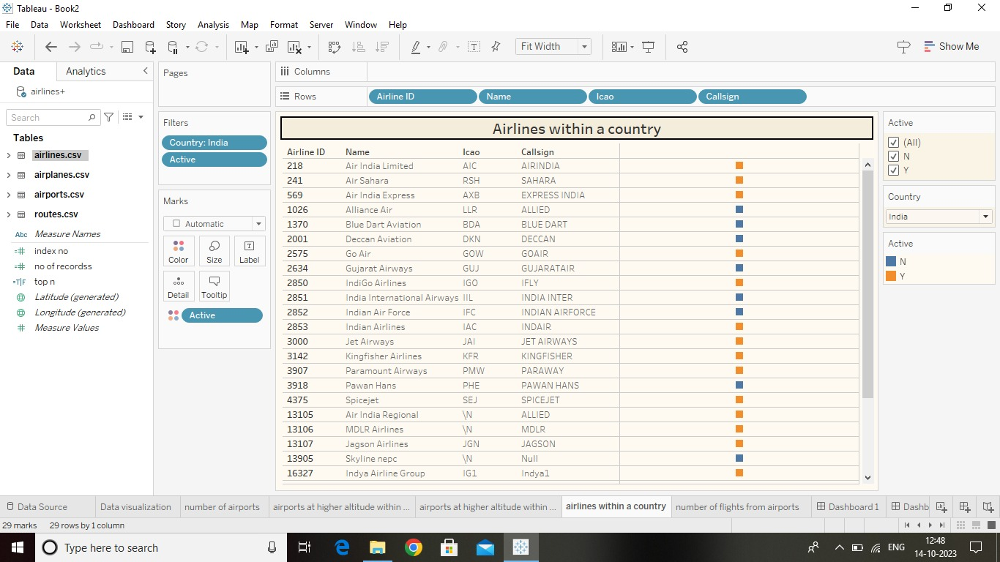 Tableau - Book2
File Data Worksheet Dashboard Story Analysis Map Format Server Window Help
Fit Width
Show Me
Data Analytics
airlines+
Search
Tables
airlines.csv
airplanes.csv
airports.csv
routes.csv
Abc Measure Names
index no
no of recordss
=T|F top n
Latitude (generated)
Longitude (generated)
Measure Values
Pages
Filters
Country: India
Active
Marks
Automatic
Color Size Label
Detail Tooltip
Active
Columns
Rows Airline ID Name Icao Callsign
Airlines within a country
Airline ID Name Icao Callsign
218 Air India Limited AIC AIRINDIA
241 Air Sahara RSH SAHARA
569 Air India Express AXB EXPRESS INDIA
1026 Alliance Air LLR ALLIED
1370 Blue Dart Aviation BDA BLUE DART
2001 Deccan Aviation DKN DECCAN
2575 Go Air GOW GOAIR
2634 Gujarat Airways GUJ GUJARATAIR
2850 IndiGo Airlines IGO IFLY
2851 India International Airways IIL INDIA INTER
2852 Indian Air Force IFC INDIAN AIRFORCE
2853 Indian Airlines IAC INDAIR
3000 Jet Airways JAI JET AIRWAYS
3142 Kingfisher Airlines KFR KINGFISHER
3907 Paramount Airways PMW PARAWAY
3918 Pawan Hans PHE PAWAN HANS
4375 Spicejet SEJ SPICEJET
13105 Air India Regional \N ALLIED
13106 MDLR Airlines \N MDLR
13107 Jagson Airlines JGN JAGSON
13905 Skyline nepc \N Null
16327 Indya Airline Group IG1 Indya1
Active
(All)
N
Y
Country
India
Active
N
Y
Data Source Data visualization number of airports airports at higher altitude within ... airports at higher altitude within ... airlines within a country number of flights from airports Dashboard 1 Dashb
29 marks 29 rows by 1 column
Type here to search
ENG
12:48
14-10-2023